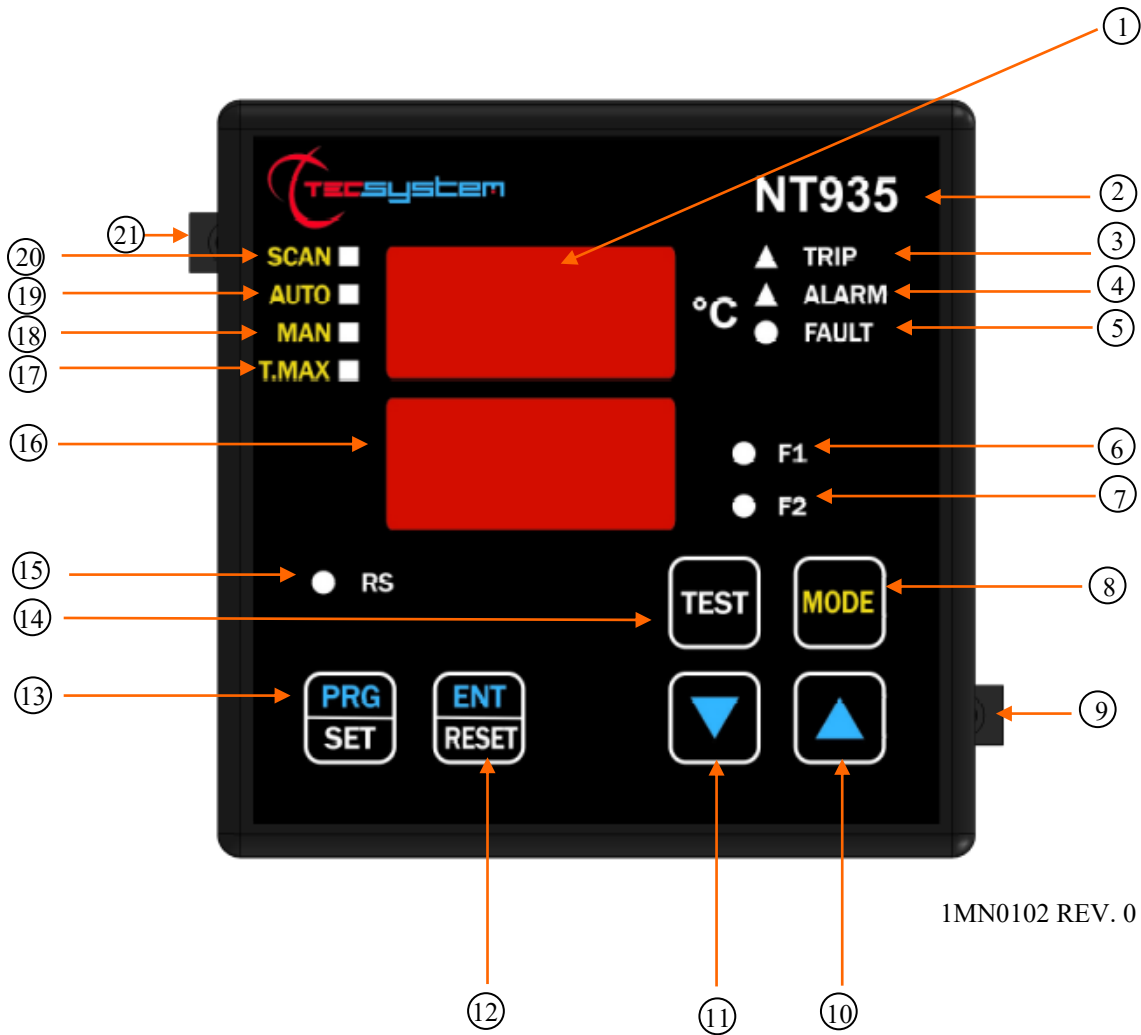 1
TECSYSTEM
NT935
2
21
SCAN
20
AUTO
19
MAN
18
T.MAX
17
°C
TRIP
3
ALARM
4
FAULT
5
16
F1
6
F2
7
15
RS
14
TEST
MODE
8
13
PRG
SET
ENT
RESET
9
1MN0102 REV. 0
12
11
10